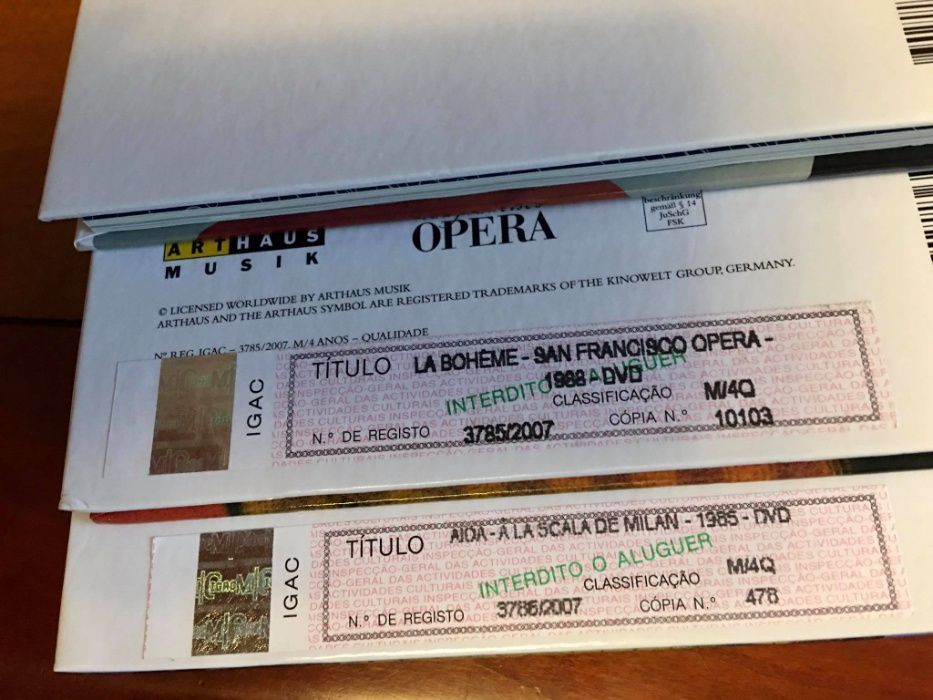 OPERA
beschränkung
gemäß § 14
JuSchG
FSK
ARTHAUS
MUSIK
© LICENSED WORLDWIDE BY ARTHAUS MUSIK
ARTHAUS AND THE ARTHAUS SYMBOL ARE REGISTERED TRADEMARKS OF THE KINOWELT GROUP, GERMANY.
Nº REG. IGAC – 3785/2007. M/4 ANOS – QUALIDADE
IGAC
TÍTULO LA BOHÈME - SAN FRANCISCO OPERA -
1988 - DVD
INTERDITO O ALUGUER
CLASSIFICAÇÃO M/4Q
N.º DE REGISTO 3785/2007 CÓPIA N.º 10103
IGAC
TÍTULO AIDA - À LA SCALA DE MILAN - 1985 - DVD
INTERDITO O ALUGUER
CLASSIFICAÇÃO M/4Q
N.º DE REGISTO 3786/2007 CÓPIA N.º 478